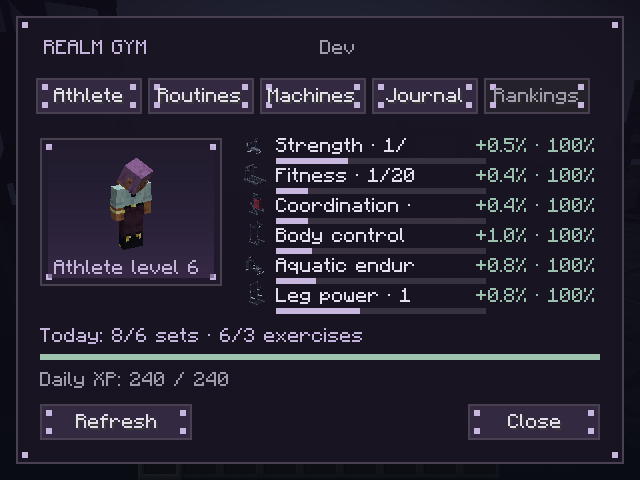 REALM GYM Dev
Athlete Routines Machines Journal Rankings
Strength · 1/ +0.5% · 100%
Fitness · 1/20 +0.4% · 100%
Coordination · +0.4% · 100%
Body control +1.0% · 100%
Aquatic endur +0.8% · 100%
Leg power · 1 +0.8% · 100%
Athlete level 6
Today: 8/6 sets · 6/3 exercises
Daily XP: 240 / 240
Refresh Close